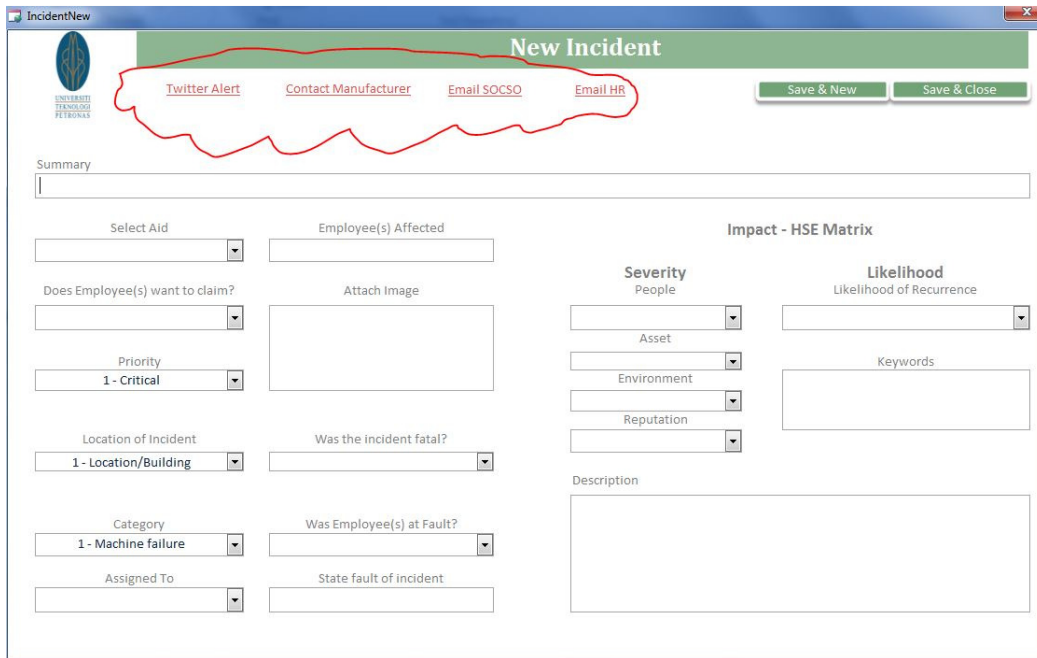 IncidentNew
New Incident
UNIVERSITI
TEKNOLOGI
PETRONAS
Twitter Alert
Contact Manufacturer
Email SOCSO
Email HR
Save & New
Save & Close
Summary
Select Aid
Employee(s) Affected
Impact - HSE Matrix
Severity
Likelihood
Does Employee(s) want to claim?
Attach Image
People
Likelihood of Recurrence
Asset
Priority
1 - Critical
Keywords
Environment
Reputation
Location of Incident
Was the incident fatal?
1 - Location/Building
Description
Category
Was Employee(s) at Fault?
1 - Machine failure
Assigned To
State fault of incident